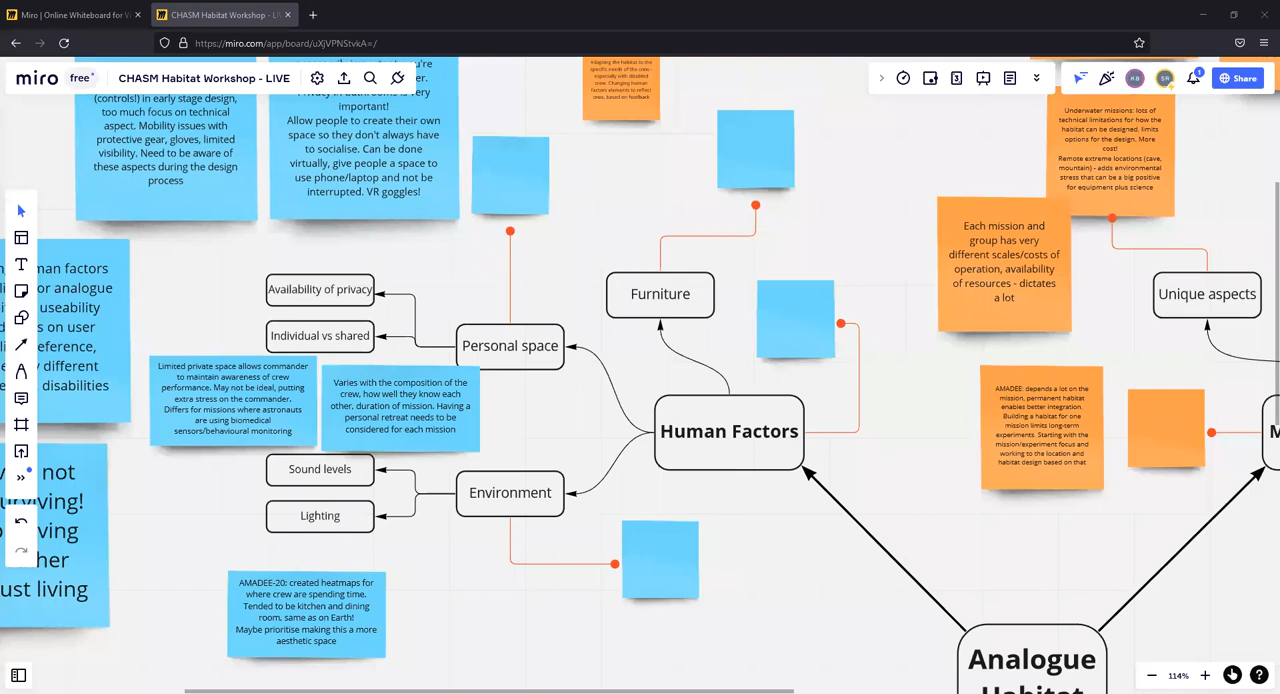 Miro | Online Whiteboard for Vi
CHASM Habitat Workshop - LIV
https://miro.com/app/board/uXjVPNStvkA=/
miro
free
CHASM Habitat Workshop - LIVE
3
KB
SR
1
Share
(controls!) in early stage design,
too much focus on technical
aspect. Mobility issues with
protective gear, gloves, limited
visibility. Need to be aware of
these aspects during the design
process
important!
Allow people to create their own
space so they don't always have
to socialise. Can be done
virtually, give people a space to
use phone/laptop and not be
interrupted. VR goggles!
Adapting the habitat to the
specific needs of the crew -
especially with disabled
crew. Changing human
factors elements to reflect
crew, based on feedback
Underwater missions: lots of
technical limitations for how the
habitat can be designed. limits
options for the design. More
cost!
Remote extreme locations (cave,
mountain) - adds environmental
stress that can be a big positive
for equipment plus science
Each mission and
group has very
different scales/costs of
operation, availability
of resources - dictates
a lot
Unique aspects
uman factors
or analogue
useability
on user
erence,
different
disabilities
Availability of privacy
Individual vs shared
Personal space
Furniture
Limited private space allows commander
to maintain awareness of crew
performance. May not be ideal, putting
extra stress on the commander.
Differs for missions where astronauts
are using biomedical
sensors/behavioural monitoring
Varies with the composition of the
crew, how well they know each
other, duration of mission. Having a
personal retreat needs to be
considered for each mission
Human Factors
AMADEE: depends a lot on the
mission, permanent habitat
enables better integration.
Building a habitat for one
mission limits long-term
experiments. Starting with the
mission/experiment focus and
working to the location and
habitat design based on that
M
Sound levels
Lighting
Environment
not
urviving!
ving
her
ust living
AMADEE-20: created heatmaps for
where crew are spending time.
Tended to be kitchen and dining
room, same as on Earth!
Maybe prioritise making this a more
aesthetic space
Analogue
Habitat
114%